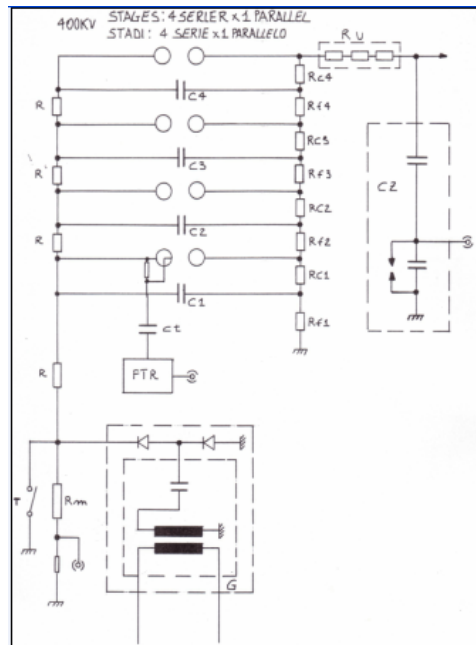 400KV STAGES: 4 SERIER x 1 PARALLEL
STADI: 4 SERIE x 1 PARALLELO
Ru
Rc4
C4
R
Rf4
Rc3
C3
R
Rf3
CZ
Rc2
C2
R
Rf2
Rc1
C1
Ct
Rf1
R
FTR
T
Rm
G